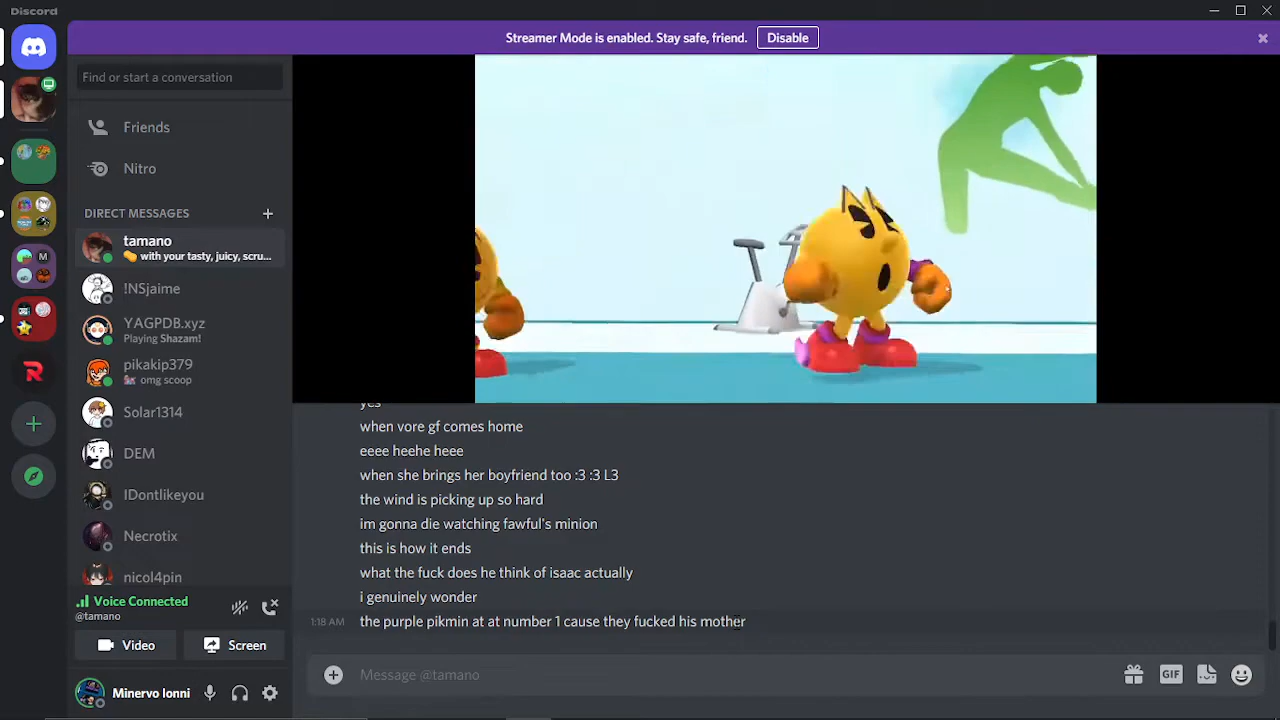 Discord
Streamer Mode is enabled. Stay safe, friend.
Disable
Find or start a conversation
Friends
Nitro
DIRECT MESSAGES
tamano
with your tasty, juicy, scru...
!NSjaime
YAGPDB.xyz
Playing Shazam!
pikakip379
omg scoop
Solar1314
DEM
IDontlikeyou
Necrotix
nicol4pin
Voice Connected
@tamano
Video
Screen
Minervo Ionni
yes
when vore gf comes home
eeee heehe heee
when she brings her boyfriend too :3 :3 L3
the wind is picking up so hard
im gonna die watching fawful's minion
this is how it ends
what the fuck does he think of isaac actually
i genuinely wonder
1:18 AM the purple pikmin at at number 1 cause they fucked his mother
Message @tamano
GIF